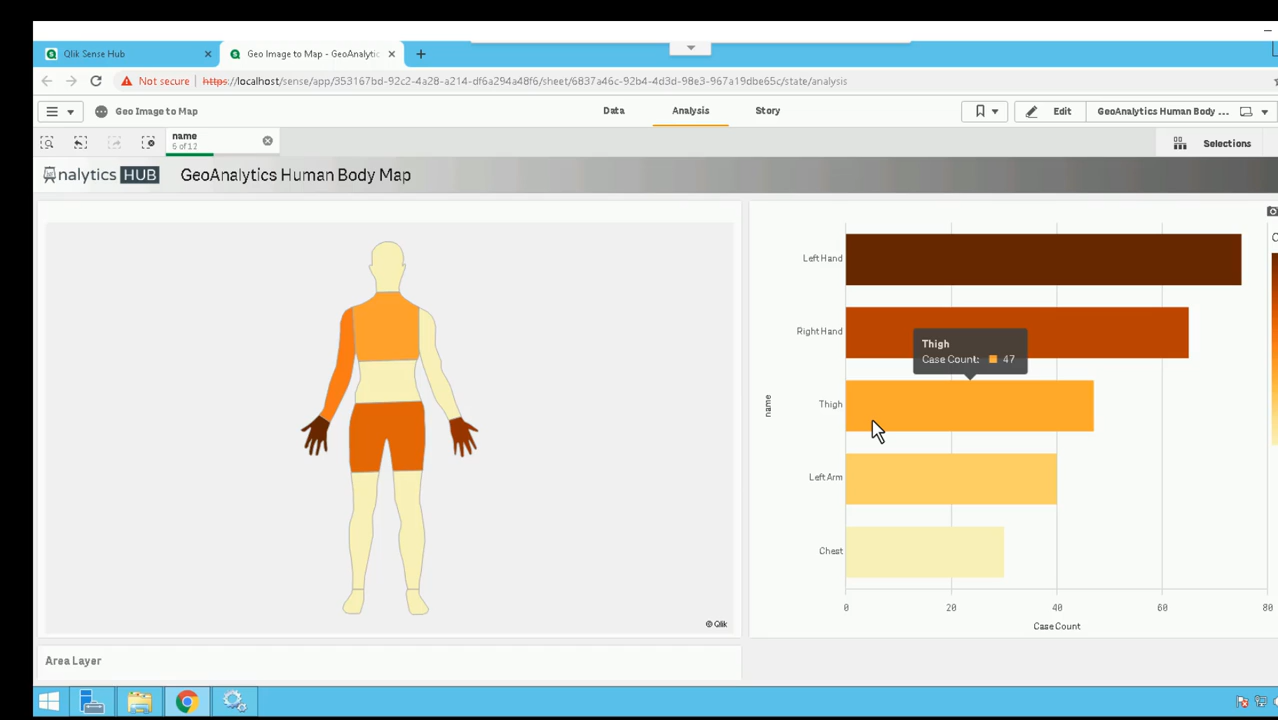 Qlik Sense Hub
Geo Image to Map - GeoAnalytic
Not secure https://localhost/sense/app/353167bd-92c2-4a28-a214-df6a294a48f6/sheet/6837a46c-92b4-4d3d-98e3-967a19dbe65c/state/analysis
Geo Image to Map
Data
Analysis
Story
Edit
GeoAnalytics Human Body ...
name
6 of 12
Selections
nalytics HUB
GeoAnalytics Human Body Map
Left Hand
Right Hand
Thigh
Case Count: 47
Thigh
Left Arm
Chest
name
0 20 40 60 80
Case Count
© Qlik
Area Layer